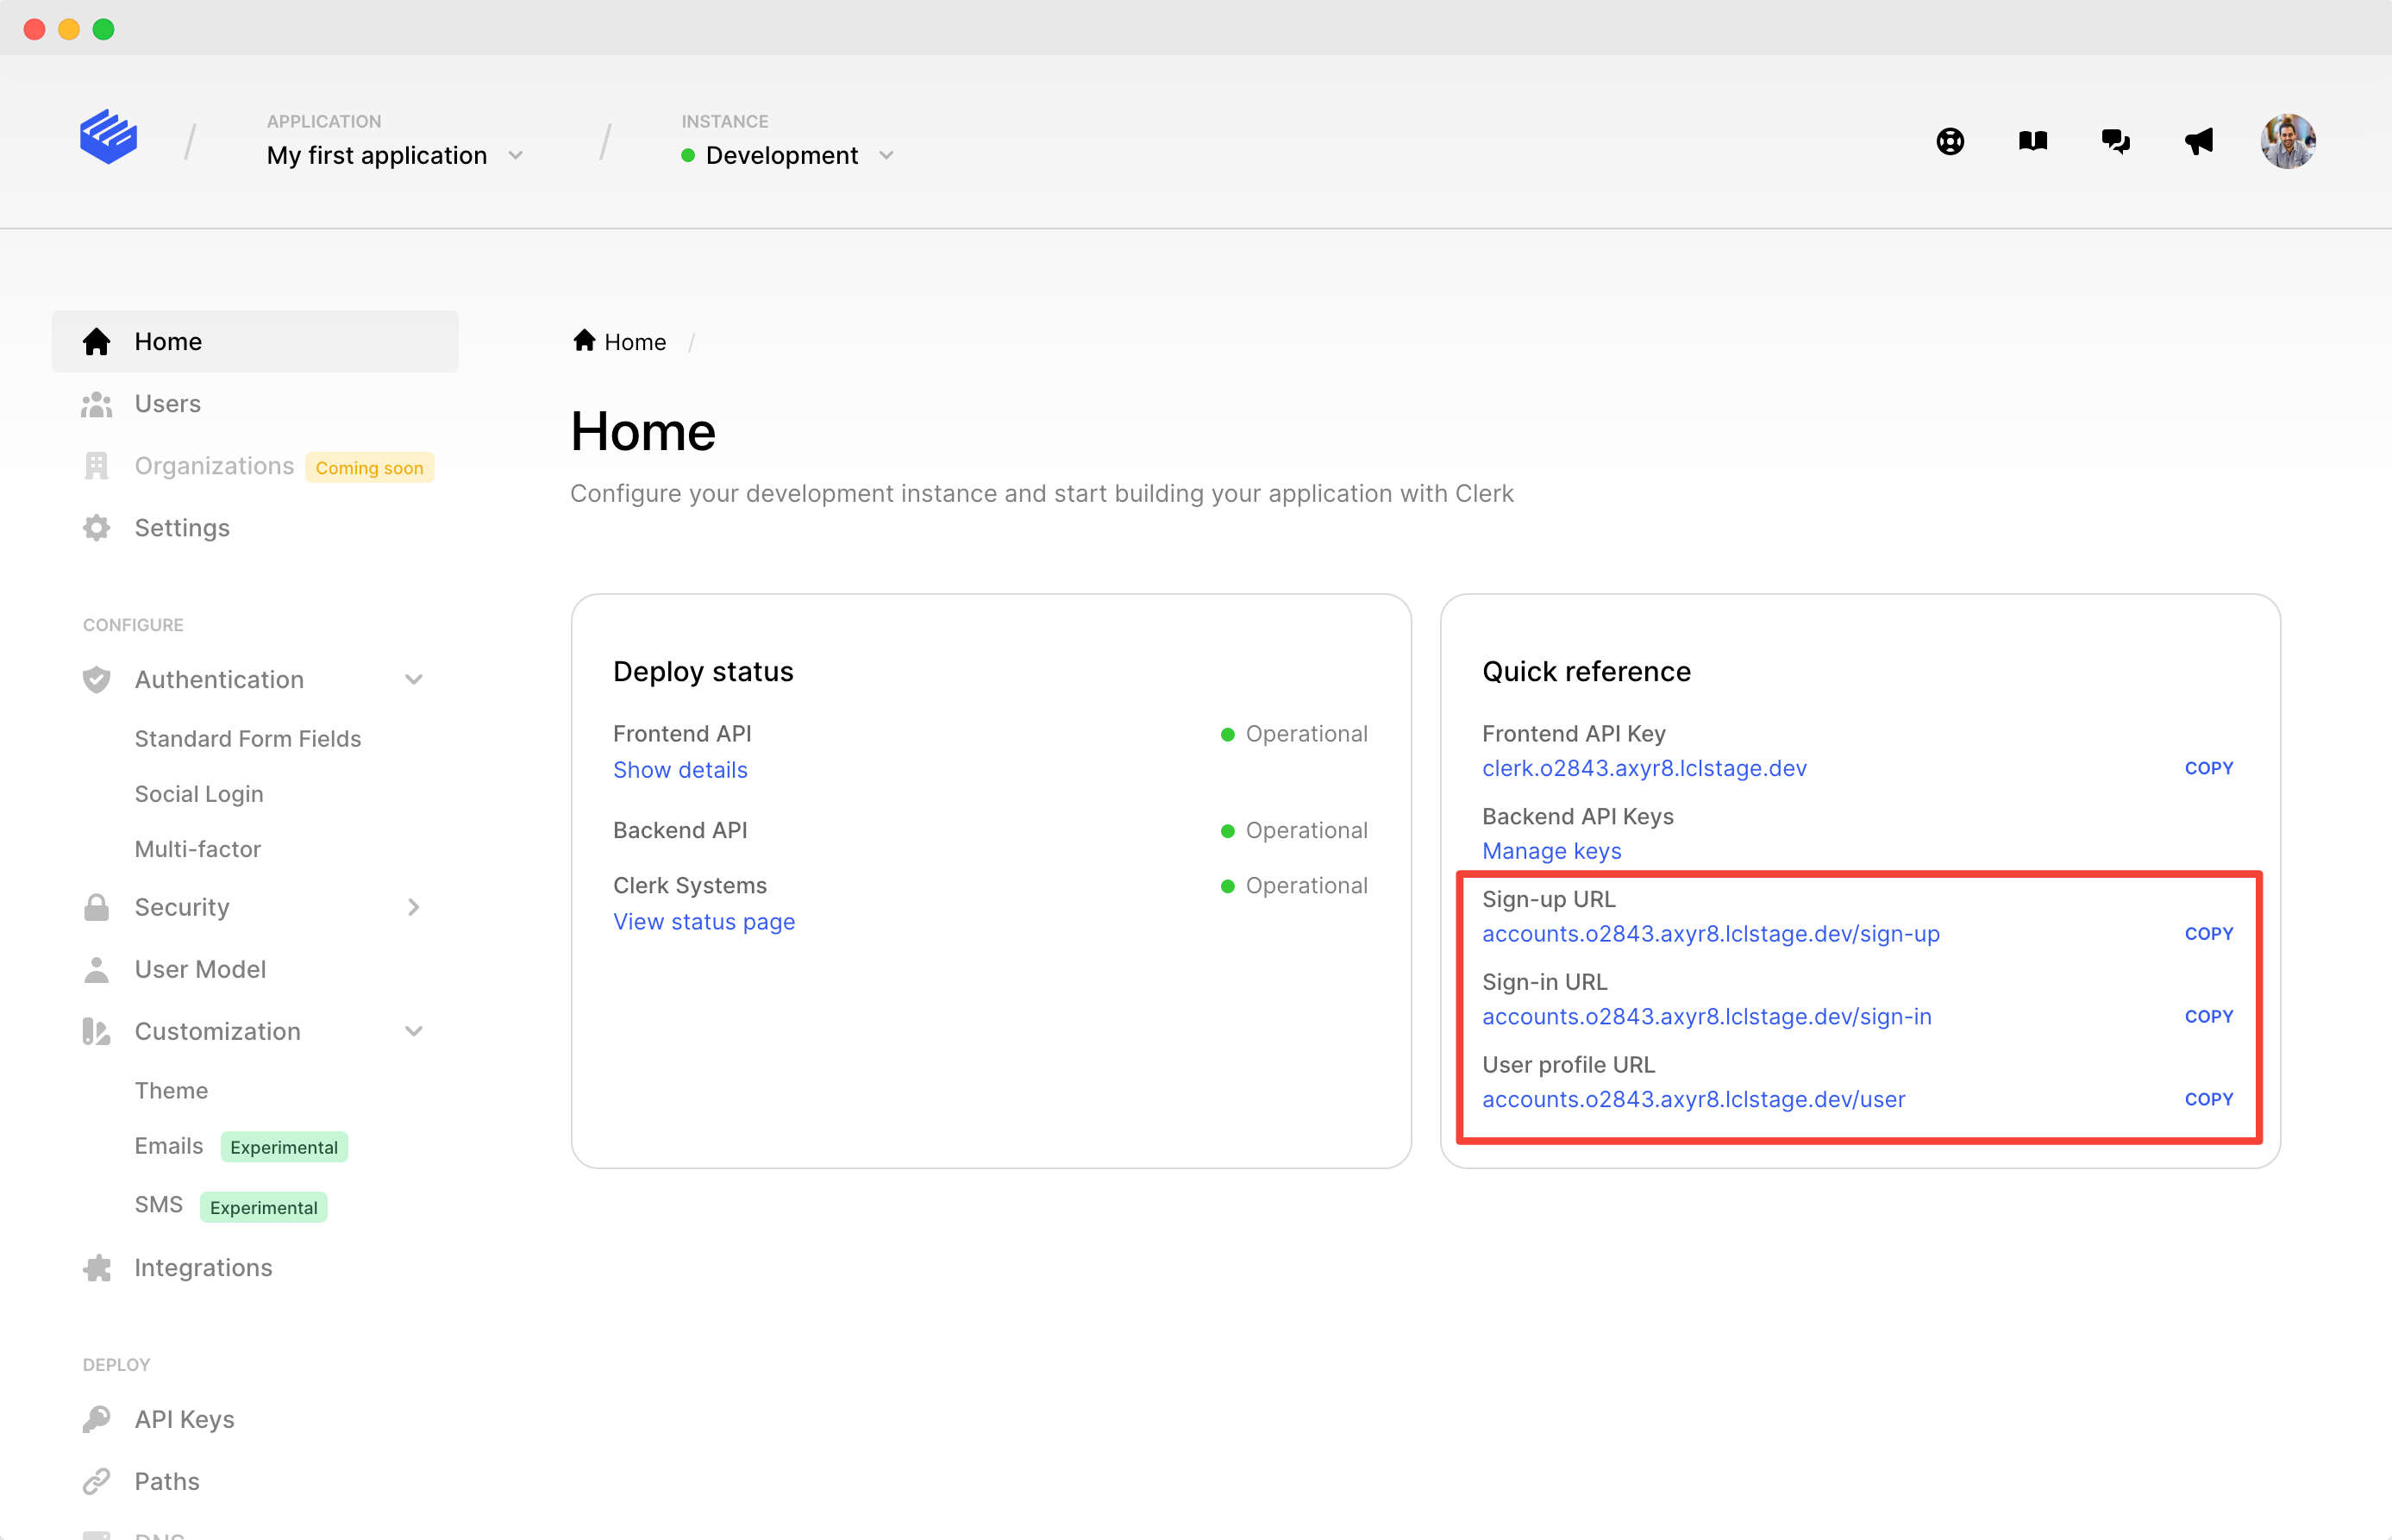 APPLICATION
My first application
INSTANCE
Development
Home
Users
Organizations Coming soon
Settings
CONFIGURE
Authentication
Standard Form Fields
Social Login
Multi-factor
Security
User Model
Customization
Theme
Emails Experimental
SMS Experimental
Integrations
DEPLOY
API Keys
Paths
DNS
Home /
Home
Configure your development instance and start building your application with Clerk
Deploy status
Frontend API Operational
Show details
Backend API Operational
Clerk Systems Operational
View status page
Quick reference
Frontend API Key
clerk.o2843.axyr8.lclstage.dev COPY
Backend API Keys
Manage keys
Sign-up URL
accounts.o2843.axyr8.lclstage.dev/sign-up COPY
Sign-in URL
accounts.o2843.axyr8.lclstage.dev/sign-in COPY
User profile URL
accounts.o2843.axyr8.lclstage.dev/user COPY